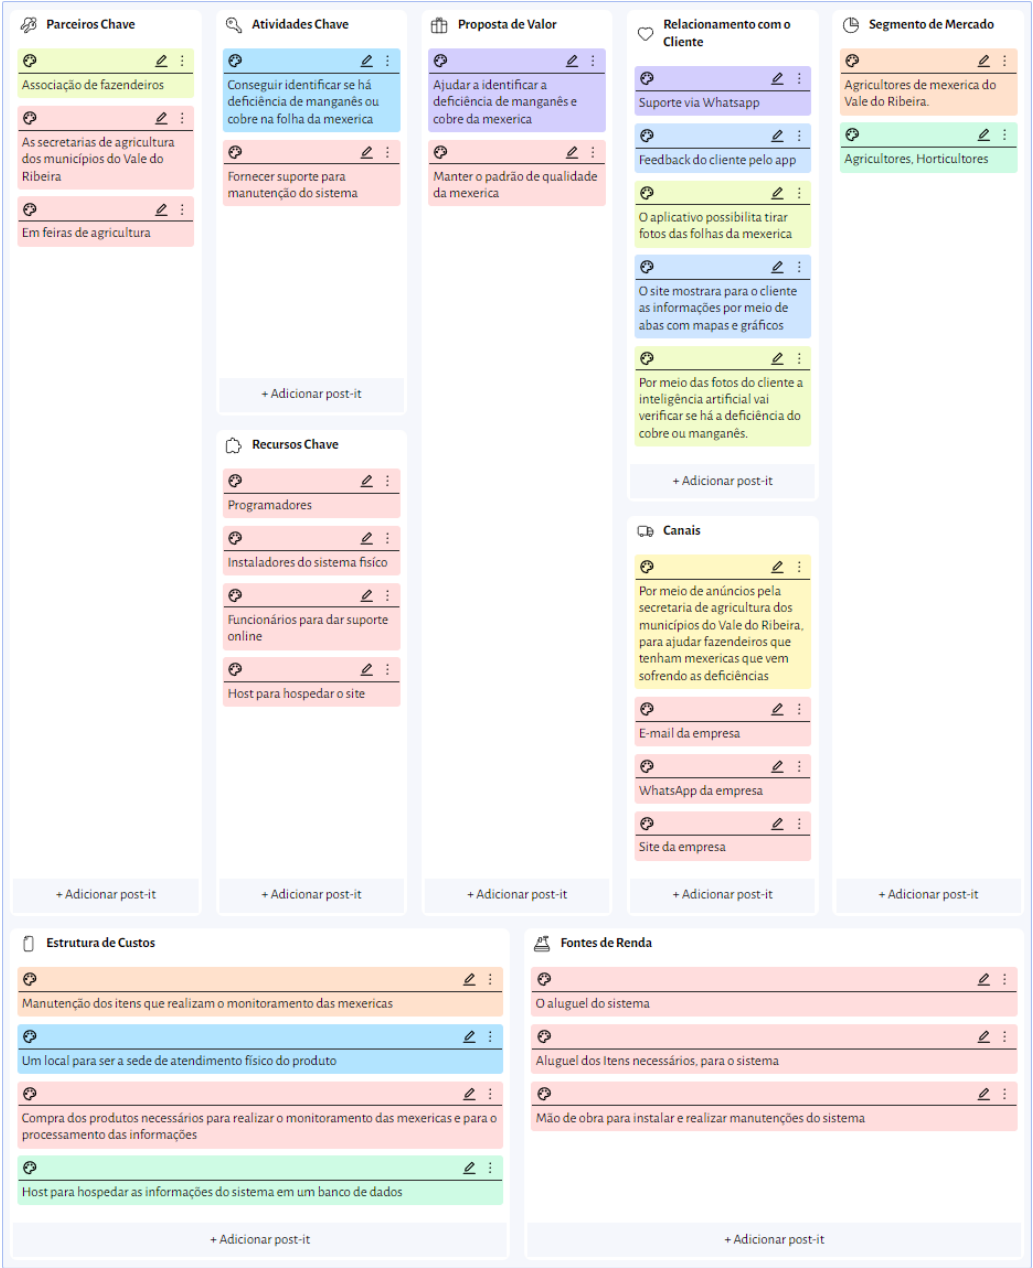 Parceiros Chave
Associação de fazendeiros
As secretarias de agricultura
dos municípios do Vale do
Ribeira
Em feiras de agricultura
+ Adicionar post-it
Atividades Chave
Conseguir identificar se há
deficiência de manganês ou
cobre na folha da mexerica
Fornecer suporte para
manutenção do sistema
+ Adicionar post-it
Recursos Chave
Programadores
Instaladores do sistema fisíco
Funcionários para dar suporte
online
Host para hospedar o site
+ Adicionar post-it
Proposta de Valor
Ajudar a identificar a
deficiência de manganês e
cobre da mexerica
Manter o padrão de qualidade
da mexerica
+ Adicionar post-it
Relacionamento com o
Cliente
Suporte via Whatsapp
Feedback do cliente pelo app
O aplicativo possibilita tirar
fotos das folhas da mexerica
O site mostrara para o cliente
as informações por meio de
abas com mapas e gráficos
Por meio das fotos do cliente a
inteligência artificial vai
verificar se há a deficiência do
cobre ou manganês.
+ Adicionar post-it
Canais
Por meio de anúncios pela
secretaria de agricultura dos
municípios do Vale do Ribeira,
para ajudar fazendeiros que
tenham mexericas que vem
sofrendo as deficiências
E-mail da empresa
WhatsApp da empresa
Site da empresa
+ Adicionar post-it
Segmento de Mercado
Agricultores de mexerica do
Vale do Ribeira.
Agricultores, Horticultores
+ Adicionar post-it
Estrutura de Custos
Manutenção dos itens que realizam o monitoramento das mexericas
Um local para ser a sede de atendimento físico do produto
Compra dos produtos necessários para realizar o monitoramento das mexericas e para o
processamento das informações
Host para hospedar as informações do sistema em um banco de dados
+ Adicionar post-it
Fontes de Renda
O aluguel do sistema
Aluguel dos Itens necessários, para o sistema
Mão de obra para instalar e realizar manutenções do sistema
+ Adicionar post-it